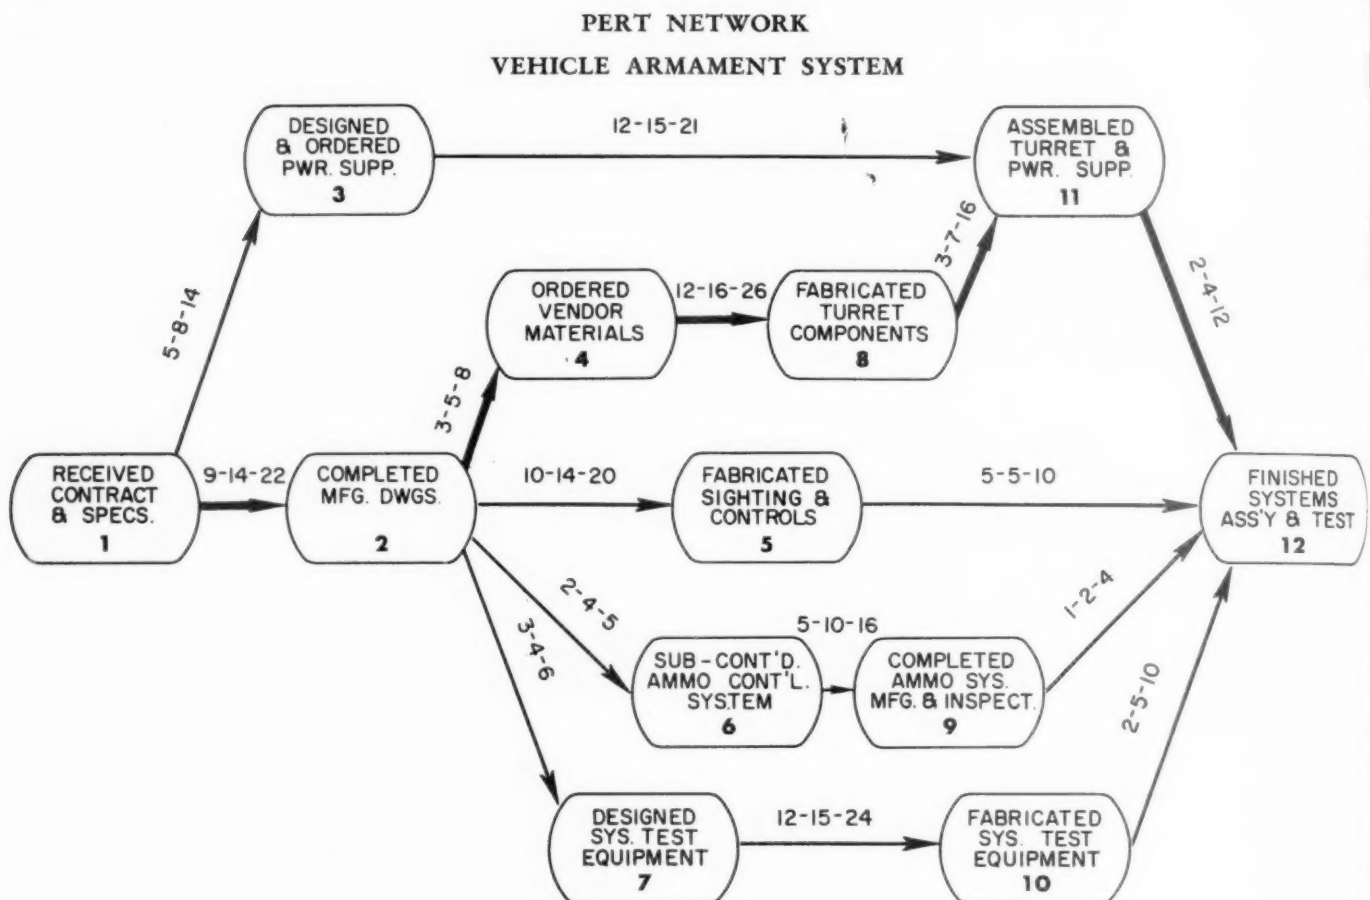 PERT NETWORK
VEHICLE ARMAMENT SYSTEM
DESIGNED
& ORDERED
PWR. SUPP.
3
12-15-21
ASSEMBLED
TURRET &
PWR. SUPP.
11
5-8-14
3-7-16
2-4-12
ORDERED
VENDOR
MATERIALS
4
12-16-26
FABRICATED
TURRET
COMPONENTS
8
3-5-8
RECEIVED
CONTRACT
& SPECS.
1
9-14-22
COMPLETED
MFG. DWGS.
2
10-14-20
FABRICATED
SIGHTING &
CONTROLS
5
5-5-10
FINISHED
SYSTEMS
ASS'Y & TEST
12
2-4-5
3-4-6
SUB-CONT'D.
AMMO CONT'L.
SYSTEM
6
5-10-16
COMPLETED
AMMO SYS.
MFG. & INSPECT.
9
1-2-4
2-5-10
DESIGNED
SYS. TEST
EQUIPMENT
7
12-15-24
FABRICATED
SYS. TEST
EQUIPMENT
10